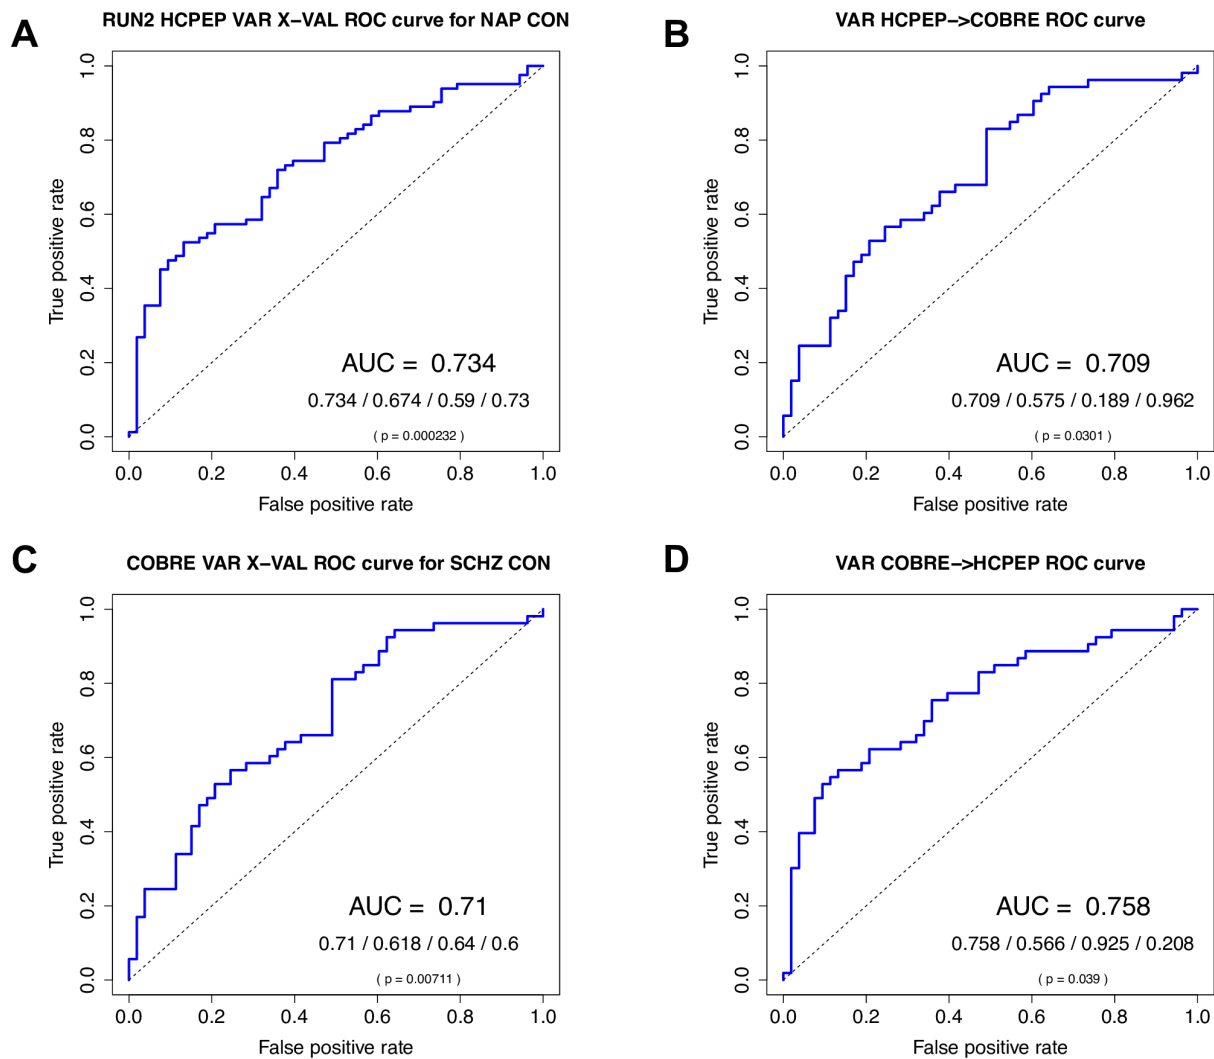 A
RUN2 HCPEP VAR X−VAL ROC curve for NAP CON
True positive rate
1.0
0.8
0.6
0.4
0.2
0.0
AUC = 0.734
0.734 / 0.674 / 0.59 / 0.73
( p = 0.000232 )
0.0 0.2 0.4 0.6 0.8 1.0
False positive rate
B
VAR HCPEP−>COBRE ROC curve
True positive rate
1.0
0.8
0.6
0.4
0.2
0.0
AUC = 0.709
0.709 / 0.575 / 0.189 / 0.962
( p = 0.0301 )
0.0 0.2 0.4 0.6 0.8 1.0
False positive rate
C
COBRE VAR X−VAL ROC curve for SCHZ CON
True positive rate
1.0
0.8
0.6
0.4
0.2
0.0
AUC = 0.71
0.71 / 0.618 / 0.64 / 0.6
( p = 0.00711 )
0.0 0.2 0.4 0.6 0.8 1.0
False positive rate
D
VAR COBRE−>HCPEP ROC curve
True positive rate
1.0
0.8
0.6
0.4
0.2
0.0
AUC = 0.758
0.758 / 0.566 / 0.925 / 0.208
( p = 0.039 )
0.0 0.2 0.4 0.6 0.8 1.0
False positive rate